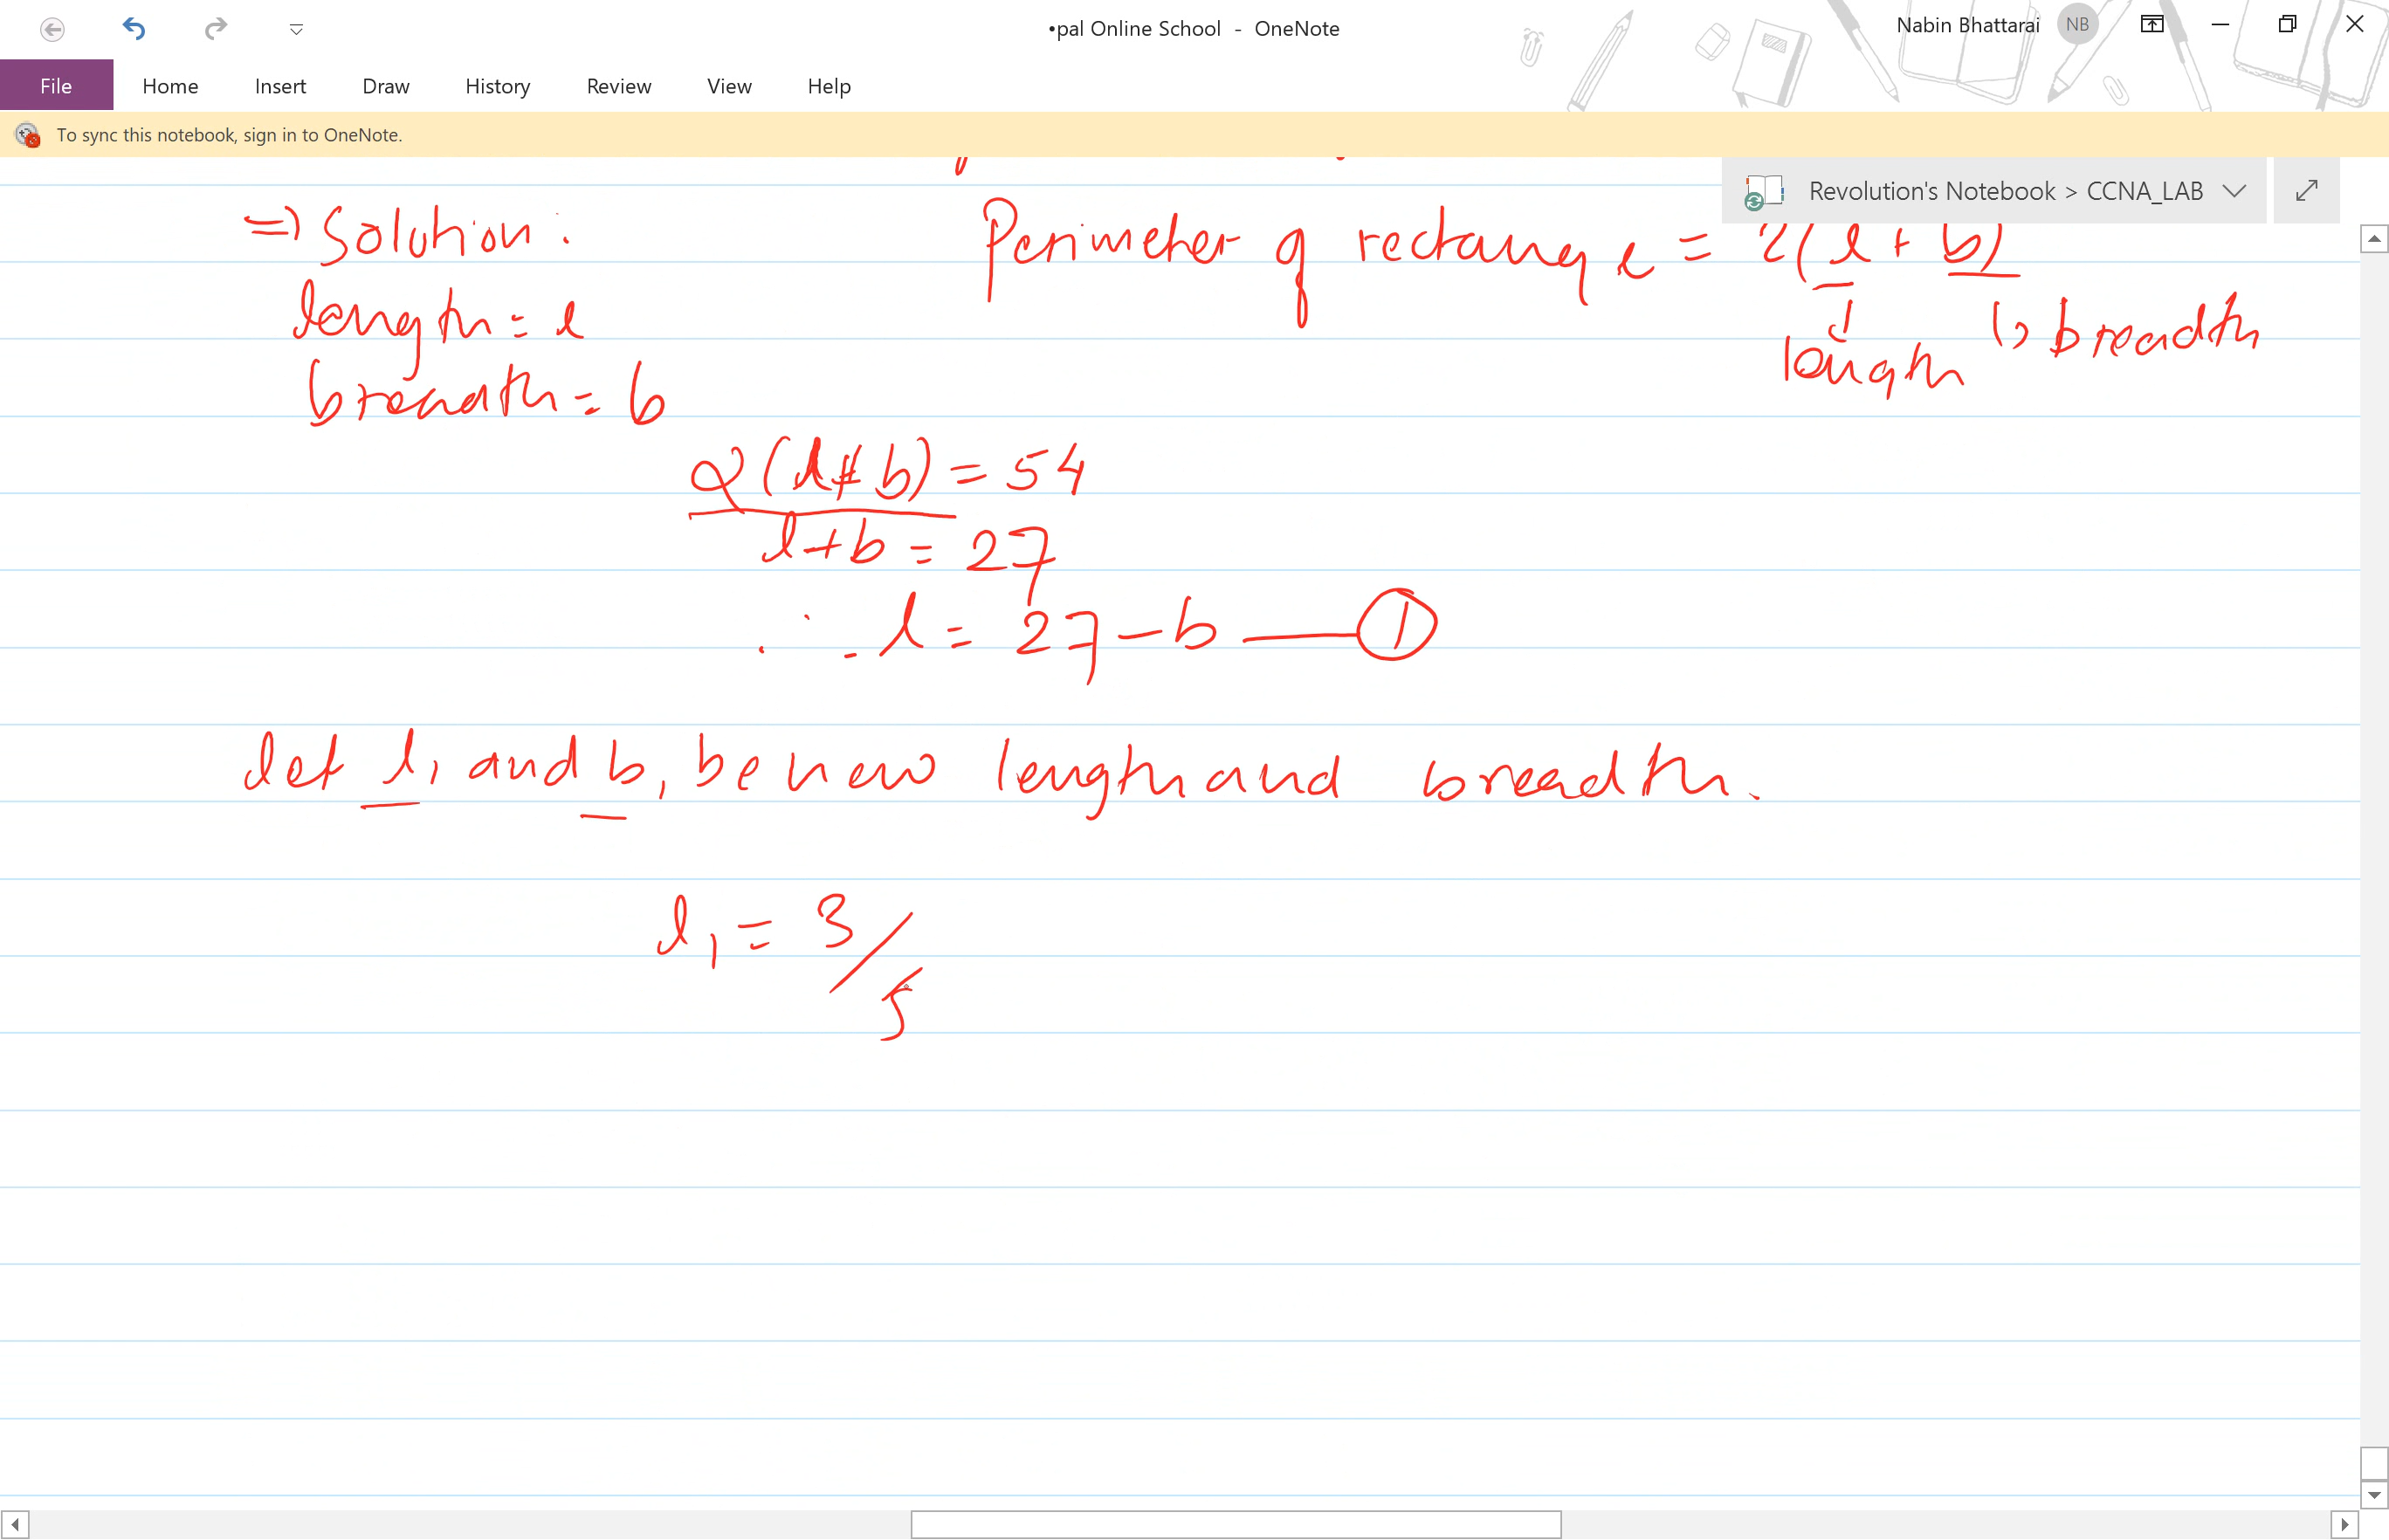 •pal Online School - OneNote
Nabin Bhattarai NB
File Home Insert Draw History Review View Help
To sync this notebook, sign in to OneNote.
Revolution's Notebook > CCNA_LAB
⇒ Solution:
Perimeter of rectangle = 2(l + b)
length = l
length breadth
breadth = b
2(l+b) = 54
l+b = 27
∴ l = 27-b — 1
let l1 and b1 be new length and breadth.
l1 = 3/5